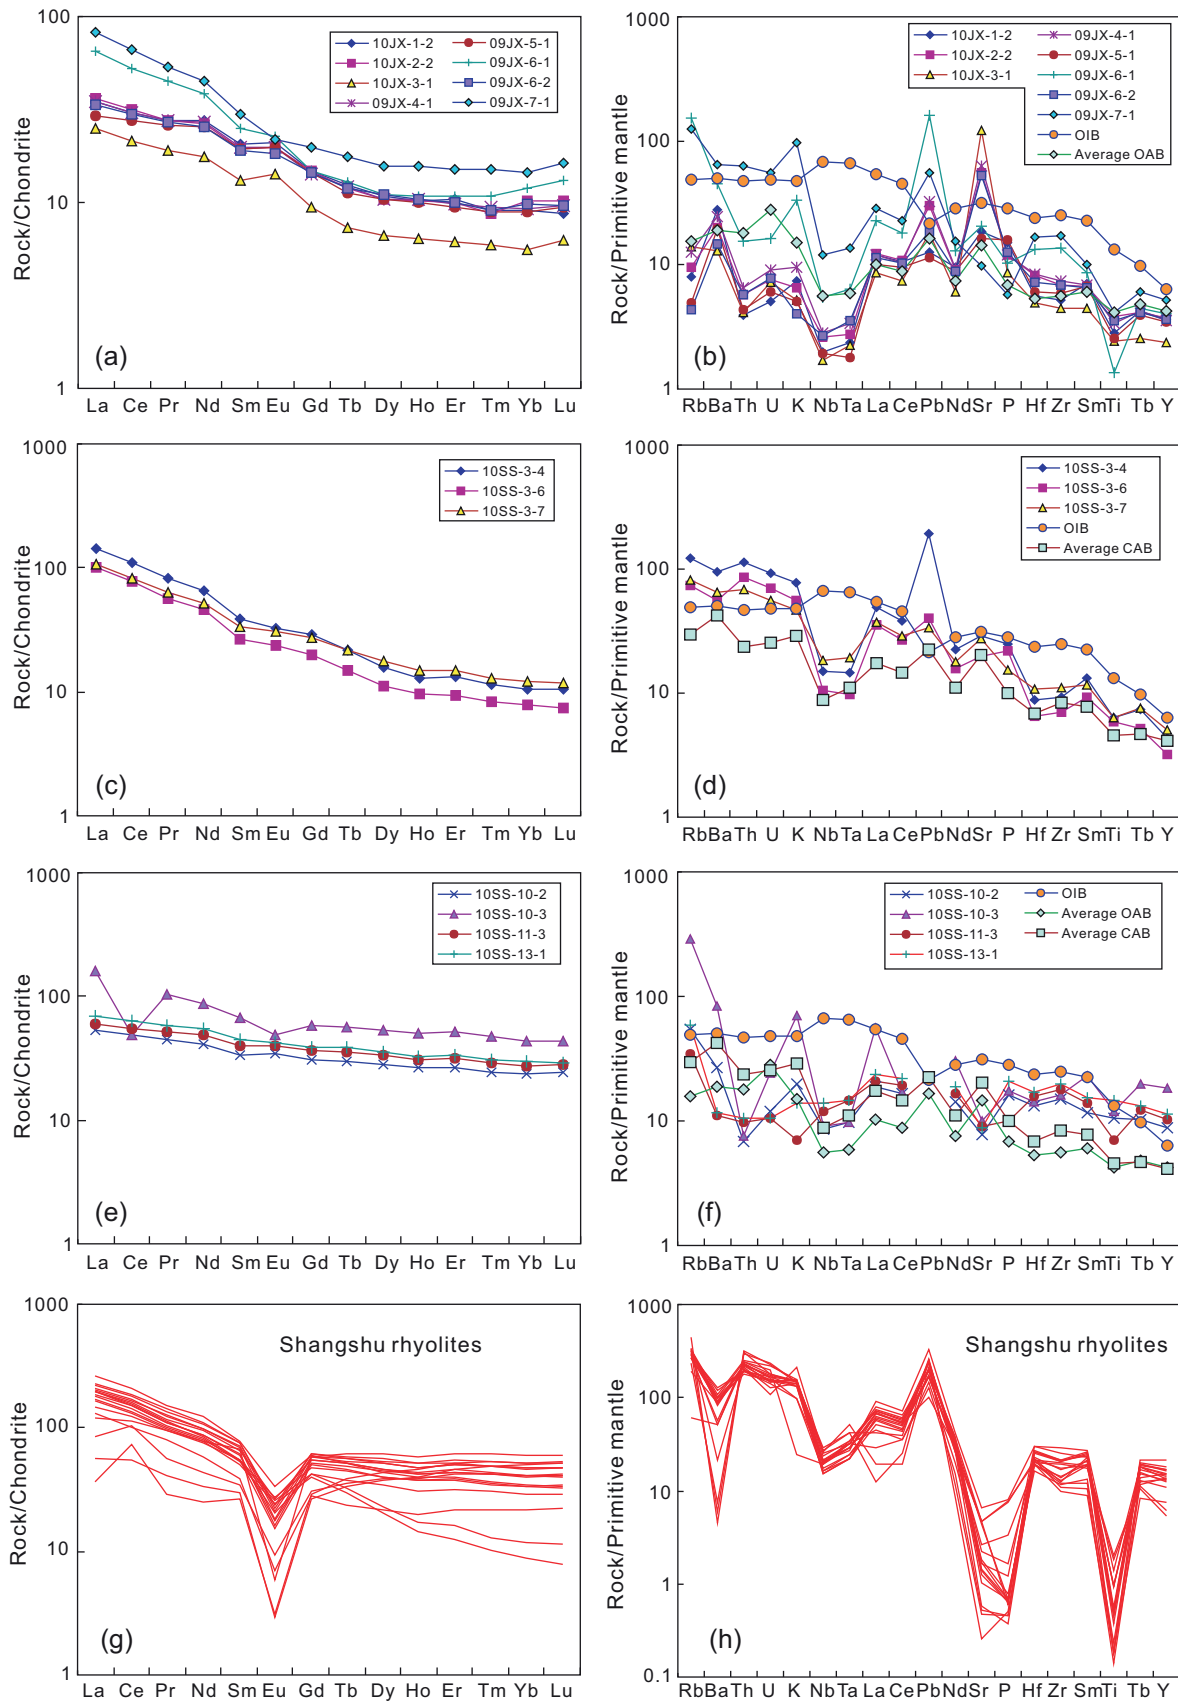 100
10
1
Rock/Chondrite
10JX-1-2 09JX-5-1
10JX-2-2 09JX-6-1
10JX-3-1 09JX-6-2
09JX-4-1 09JX-7-1
(a)
La Ce Pr Nd Sm Eu Gd Tb Dy Ho Er Tm Yb Lu
1000
100
10
1
Rock/Primitive mantle
10JX-1-2 09JX-4-1
10JX-2-2 09JX-5-1
10JX-3-1 09JX-6-1
09JX-6-2
09JX-7-1
OIB
Average OAB
(b)
Rb Ba Th U K Nb Ta La Ce Pb Nd Sr P Hf Zr Sm Ti Tb Y
1000
100
10
1
Rock/Chondrite
10SS-3-4
10SS-3-6
10SS-3-7
(c)
La Ce Pr Nd Sm Eu Gd Tb Dy Ho Er Tm Yb Lu
1000
100
10
1
Rock/Primitive mantle
10SS-3-4
10SS-3-6
10SS-3-7
OIB
Average CAB
(d)
Rb Ba Th U K Nb Ta La Ce Pb Nd Sr P Hf Zr Sm Ti Tb Y
1000
100
10
1
Rock/Chondrite
10SS-10-2
10SS-10-3
10SS-11-3
10SS-13-1
(e)
La Ce Pr Nd Sm Eu Gd Tb Dy Ho Er Tm Yb Lu
1000
100
10
1
Rock/Primitive mantle
10SS-10-2 OIB
10SS-10-3 Average OAB
10SS-11-3 Average CAB
10SS-13-1
(f)
Rb Ba Th U K Nb Ta La Ce Pb Nd Sr P Hf Zr Sm Ti Tb Y
1000
100
10
1
Rock/Chondrite
Shangshu rhyolites
(g)
La Ce Pr Nd Sm Eu Gd Tb Dy Ho Er Tm Yb Lu
1000
100
10
1
0.1
Rock/Primitive mantle
Shangshu rhyolites
(h)
Rb Ba Th U K Nb Ta La Ce Pb Nd Sr P Hf Zr Sm Ti Tb Y